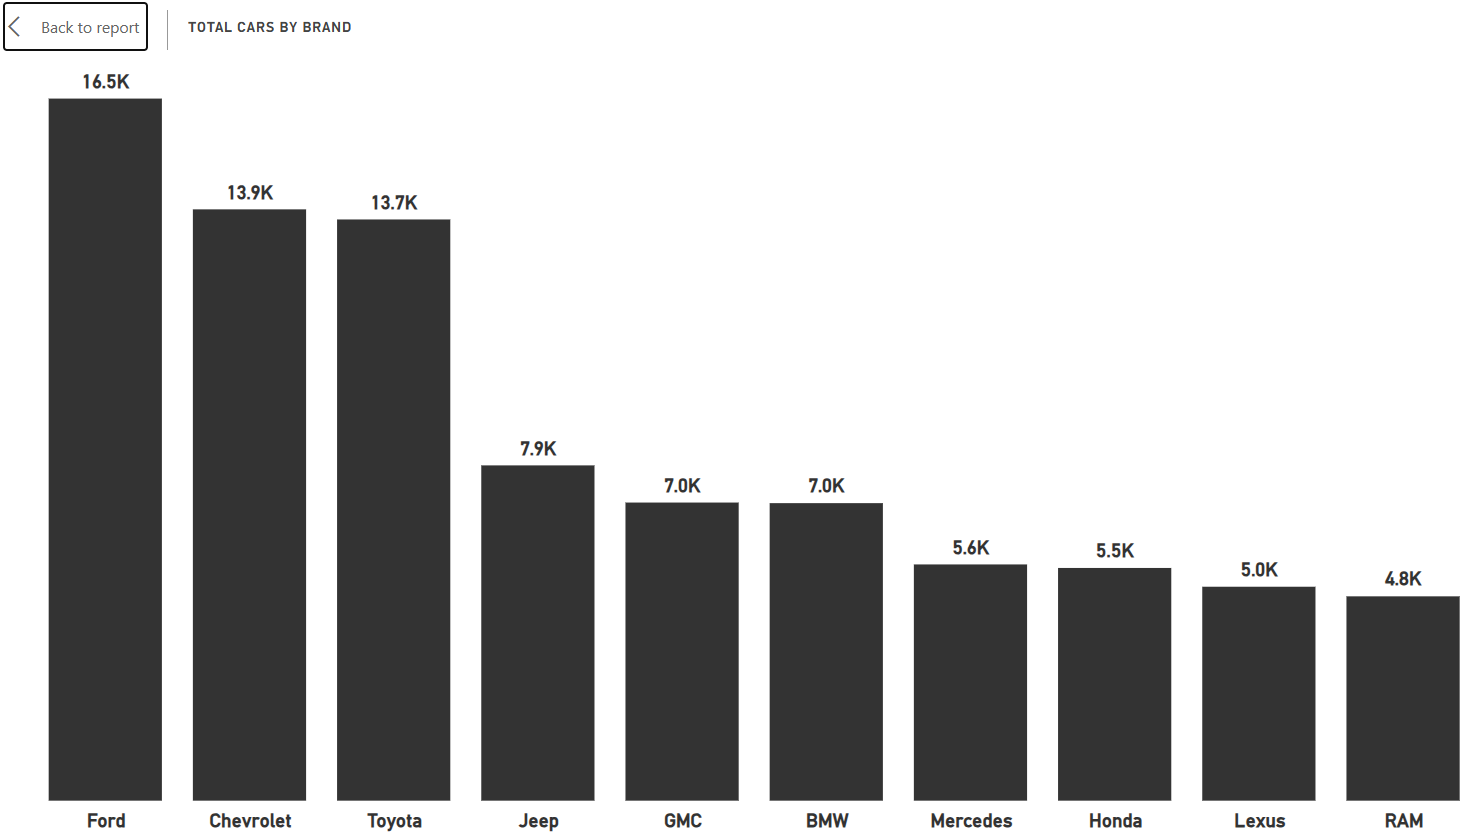 Back to report
TOTAL CARS BY BRAND
16.5K
13.9K
13.7K
7.9K
7.0K
7.0K
5.6K
5.5K
5.0K
4.8K
Ford
Chevrolet
Toyota
Jeep
GMC
BMW
Mercedes
Honda
Lexus
RAM